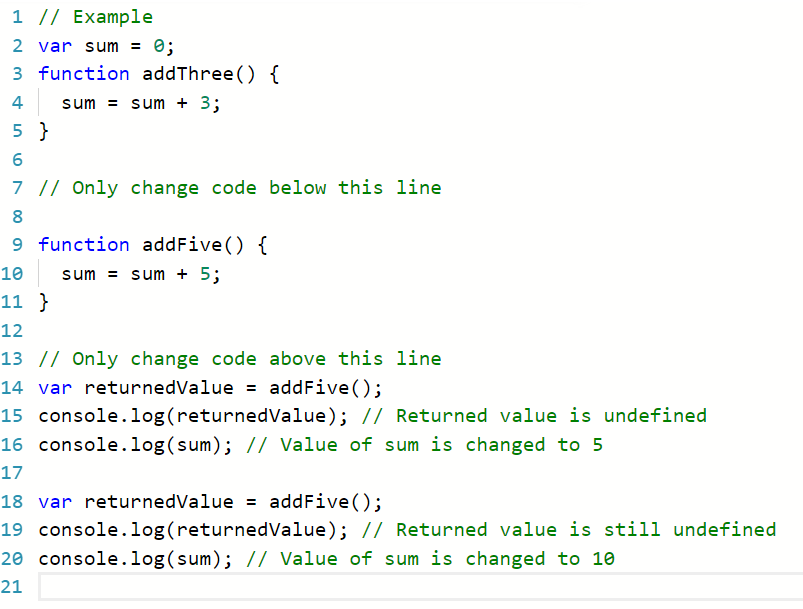 1 // Example
2 var sum = 0;
3 function addThree() {
4   sum = sum + 3;
5 }
6
7 // Only change code below this line
8
9 function addFive() {
10   sum = sum + 5;
11 }
12
13 // Only change code above this line
14 var returnedValue = addFive();
15 console.log(returnedValue); // Returned value is undefined
16 console.log(sum); // Value of sum is changed to 5
17
18 var returnedValue = addFive();
19 console.log(returnedValue); // Returned value is still undefined
20 console.log(sum); // Value of sum is changed to 10
21